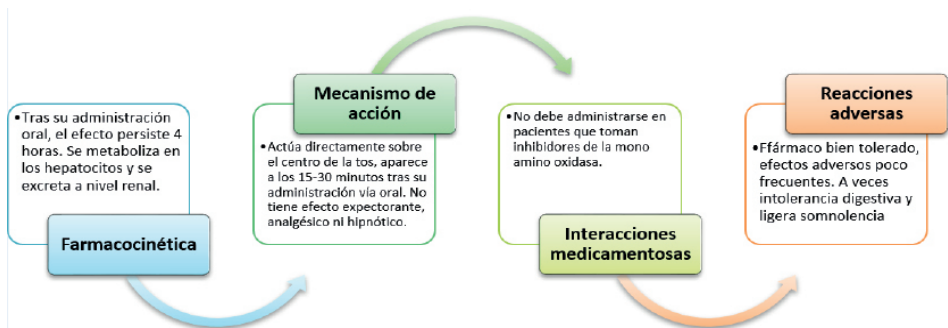 • Tras su administración
oral, el efecto persiste 4
horas. Se metaboliza en
los hepatocitos y se
excreta a nivel renal.
Farmacocinética
Mecanismo de
acción
• Actúa directamente sobre
el centro de la tos, aparece
a los 15-30 minutos tras su
administración vía oral. No
tiene efecto expectorante,
analgésico ni hipnótico.
• No debe administrarse en
pacientes que toman
inhibidores de la mono
amino oxidasa.
Interacciones
medicamentosas
Reacciones
adversas
• Ffármaco bien tolerado,
efectos adversos poco
frecuentes. A veces
intolerancia digestiva y
ligera somnolencia